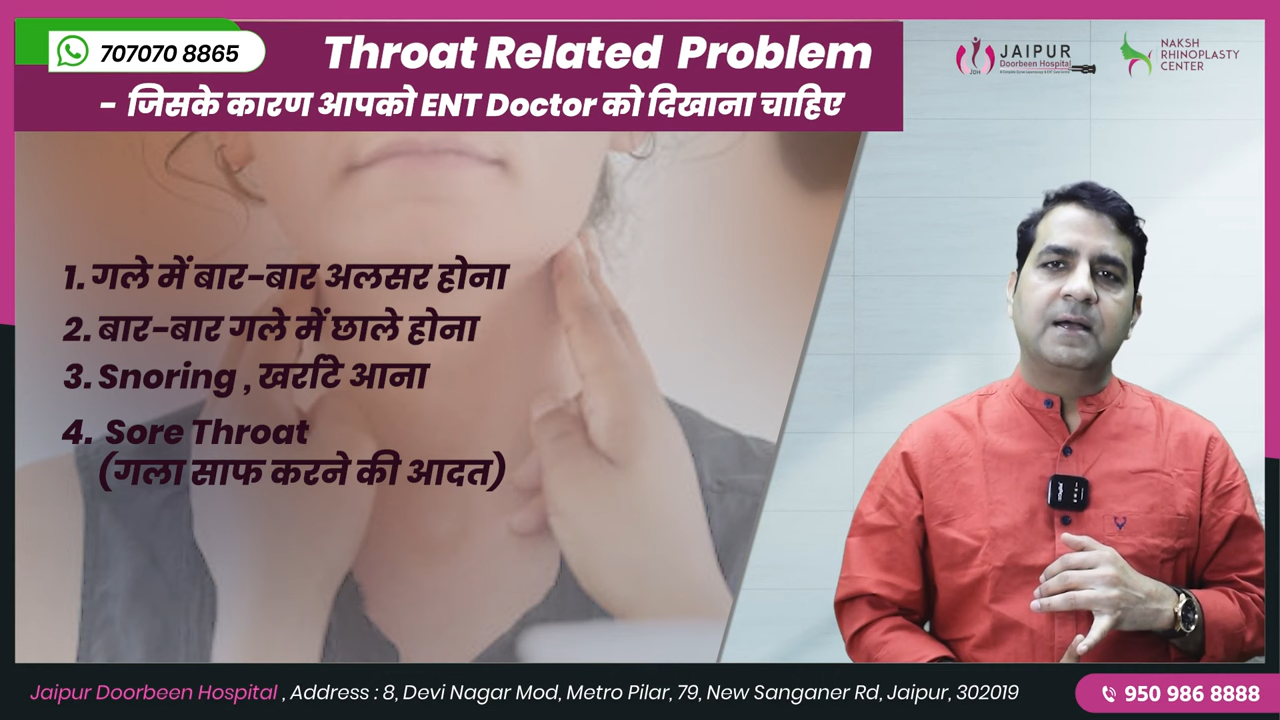 707070 8865
Throat Related Problem
- जिसके कारण आपको ENT Doctor को दिखाना चाहिए
JAIPUR
Doorbeen Hospital
JDH
NAKSH
RHINOPLASTY
CENTER
1. गले में बार-बार अलसर होना
2. बार-बार गले में छाले होना
3. Snoring , खर्राटे आना
4. Sore Throat
(गला साफ करने की आदत)
Jaipur Doorbeen Hospital , Address : 8, Devi Nagar Mod, Metro Pilar, 79, New Sanganer Rd, Jaipur, 302019
950 986 8888